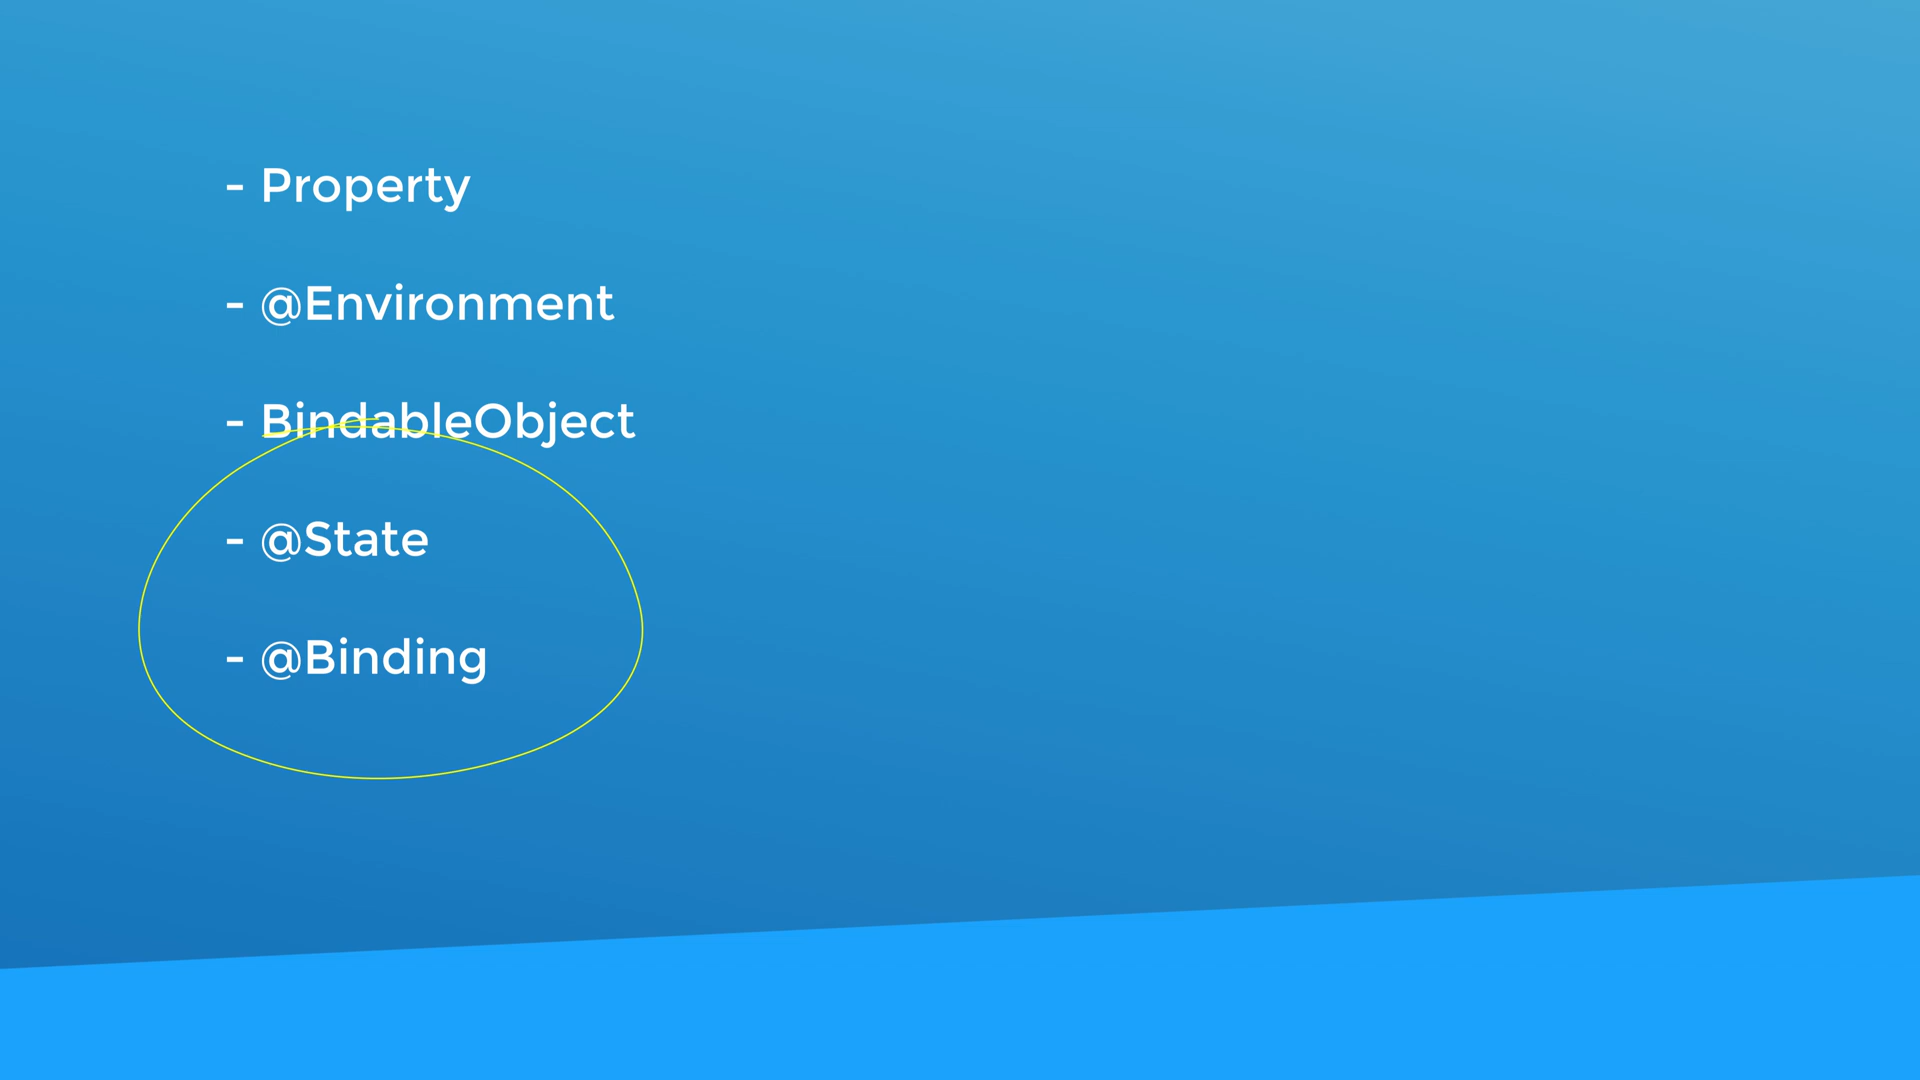 - Property
- @Environment
- BindableObject
- @State
- @Binding